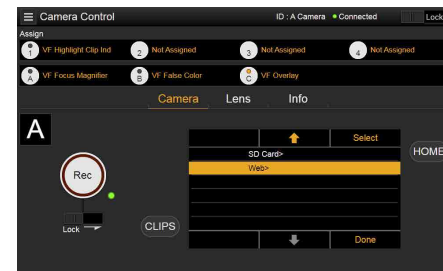 Camera Control
ID : A Camera
Connected
Lock
Assign
1 VF Highlight Clip Ind
2 Not Assigned
3 Not Assigned
4 Not Assigned
A VF Focus Magnifier
B VF False Color
C VF Overlay
Camera Lens Info
A
Select
SD Card>
HOME
Web>
Rec
Lock
CLIPS
Done